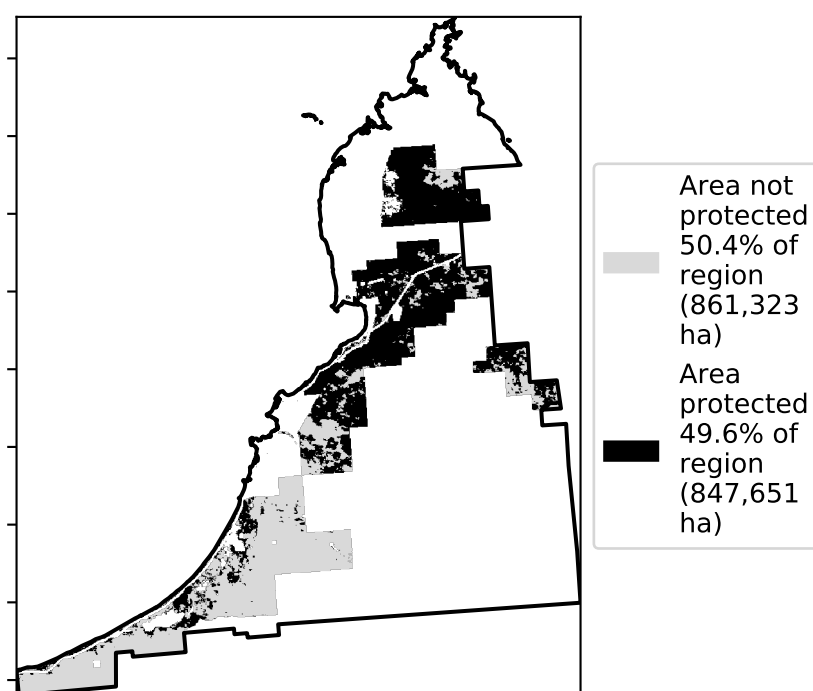 Area not
protected
50.4% of
region
(861,323
ha)
Area
protected
49.6% of
region
(847,651
ha)